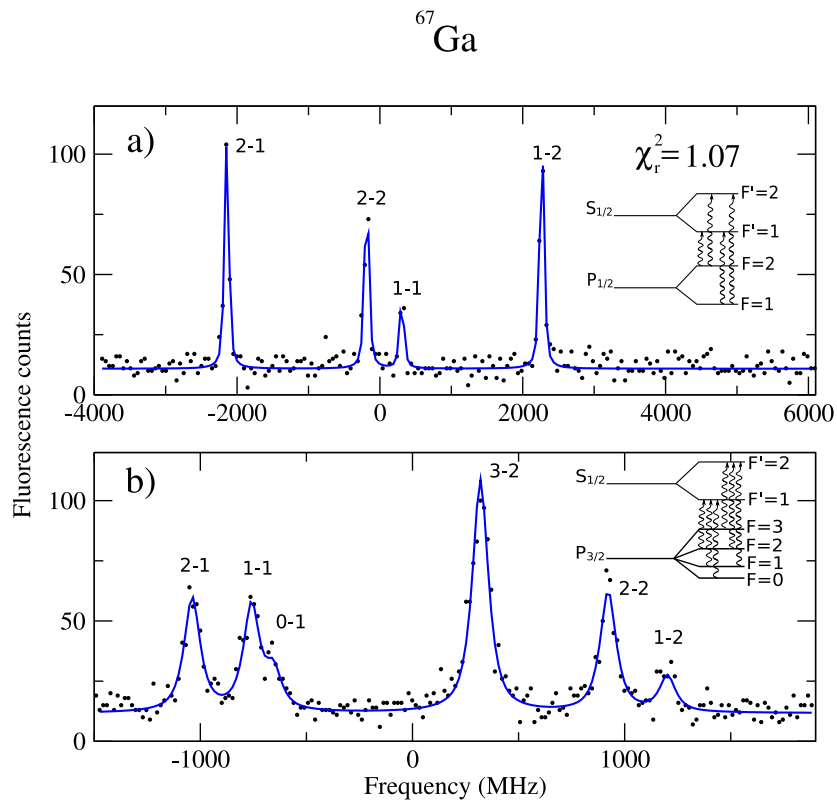 ⁶⁷Ga
Fluorescence counts
a)
2-1
2-2
1-1
1-2
χᵣ²=1.07
S₁/₂
F'=2
F'=1
P₁/₂
F=2
F=1
100
50
0
-4000
-2000
0
2000
4000
6000
b)
2-1
1-1
0-1
3-2
2-2
1-2
S₁/₂
F'=2
F'=1
P₃/₂
F=3
F=2
F=1
F=0
100
50
0
-1000
0
1000
Frequency (MHz)